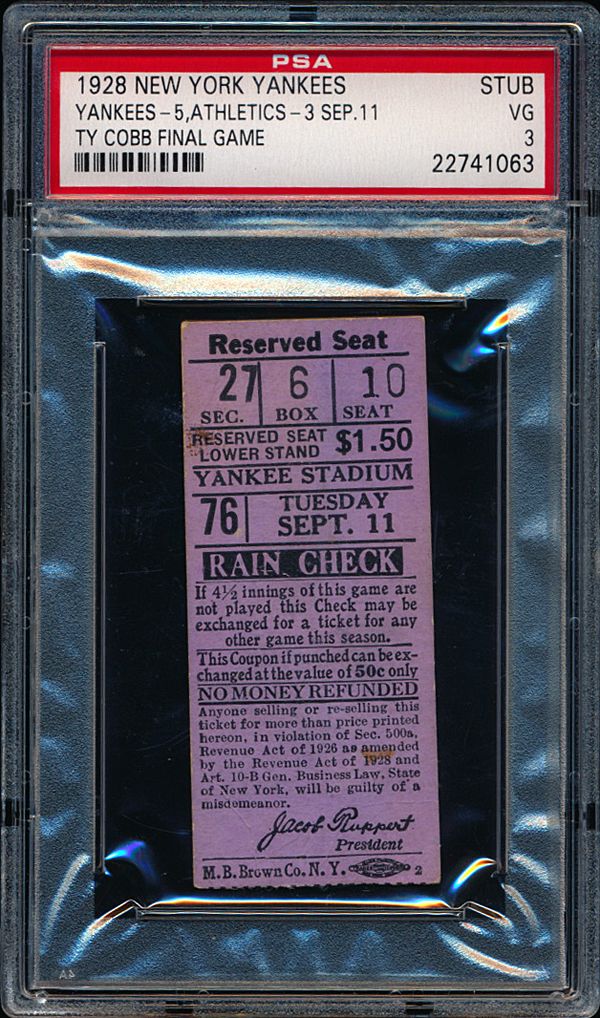 PSA
1928 NEW YORK YANKEES STUB
YANKEES-5, ATHLETICS-3 SEP.11 VG
TY COBB FINAL GAME 3
22741063
Reserved Seat
27 6 10
SEC. BOX SEAT
RESERVED SEAT
LOWER STAND $1.50
YANKEE STADIUM
76 TUESDAY
SEPT. 11
RAIN CHECK
If 4½ innings of this game are
not played this Check may be
exchanged for a ticket for any
other game this season.
This Coupon if punched can be ex-
changed at the value of 50c only
NO MONEY REFUNDED
Anyone selling or re-selling this
ticket for more than price printed
hereon, in violation of Sec. 500a,
Revenue Act of 1926 as amended
by the Revenue Act of 1928 and
Art. 10-B Gen. Business Law, State
of New York, will be guilty of a
misdemeanor.
Jacob Ruppert
President
M.B. Brown Co. N.Y. 2